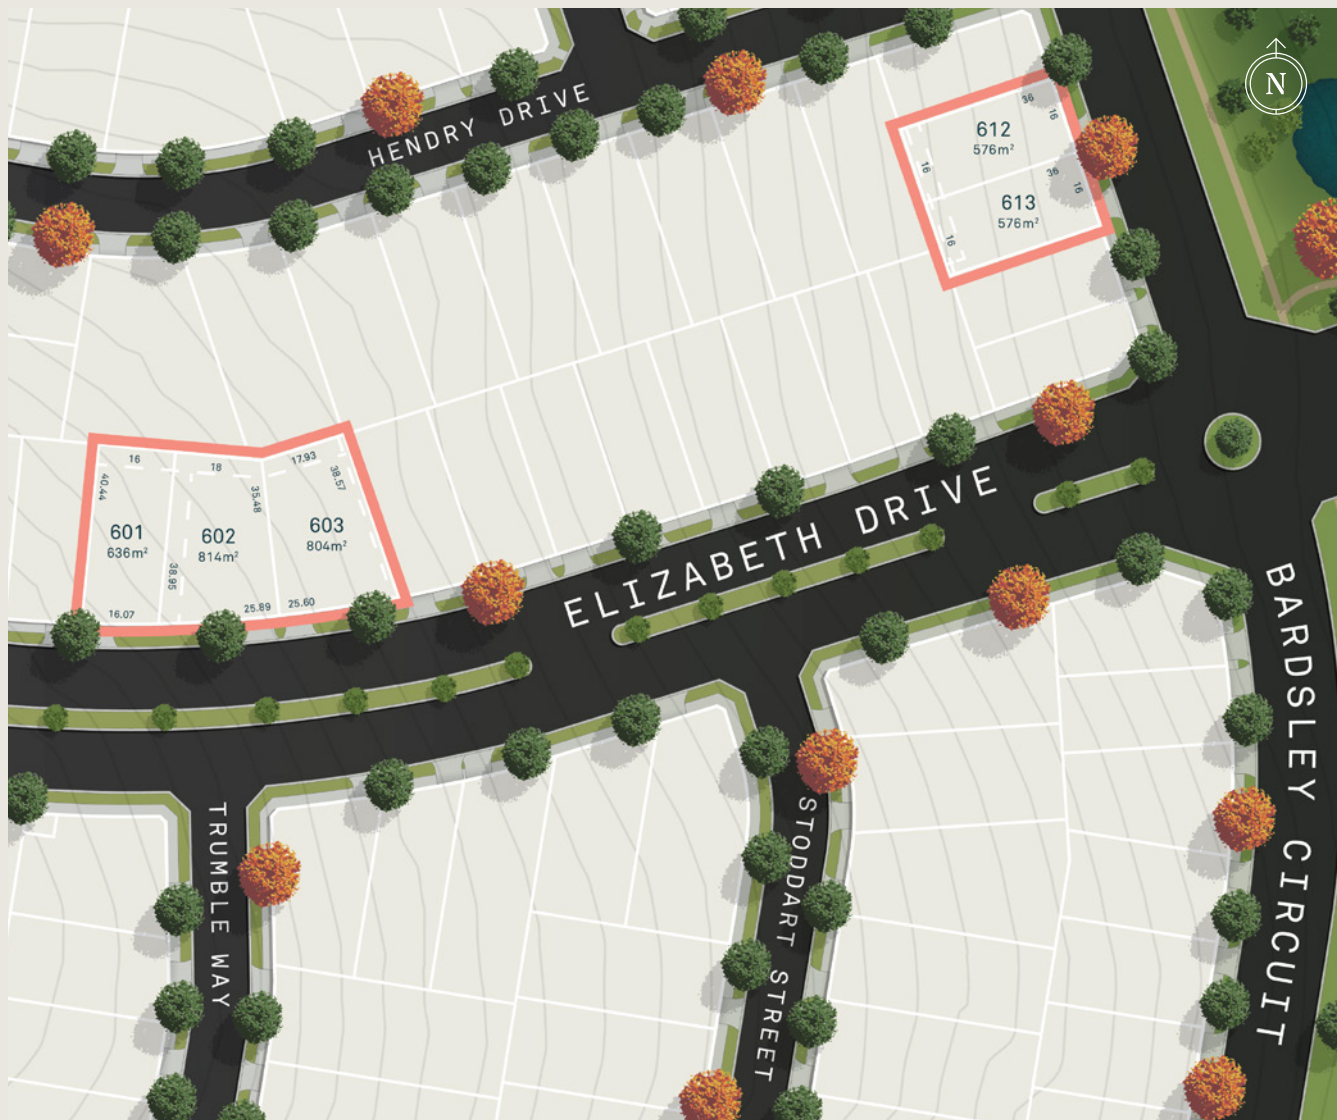 HENDRY DRIVE
N
36
16
612
576m²
16
36
16
613
576m²
16
16
18
17.93
40.44
35.48
38.57
601
636m²
602
814m²
603
804m²
38.95
16.07
25.89
25.60
ELIZABETH DRIVE
BARDSLEY CIRCUIT
TRUMBLE WAY
STODDART STREET